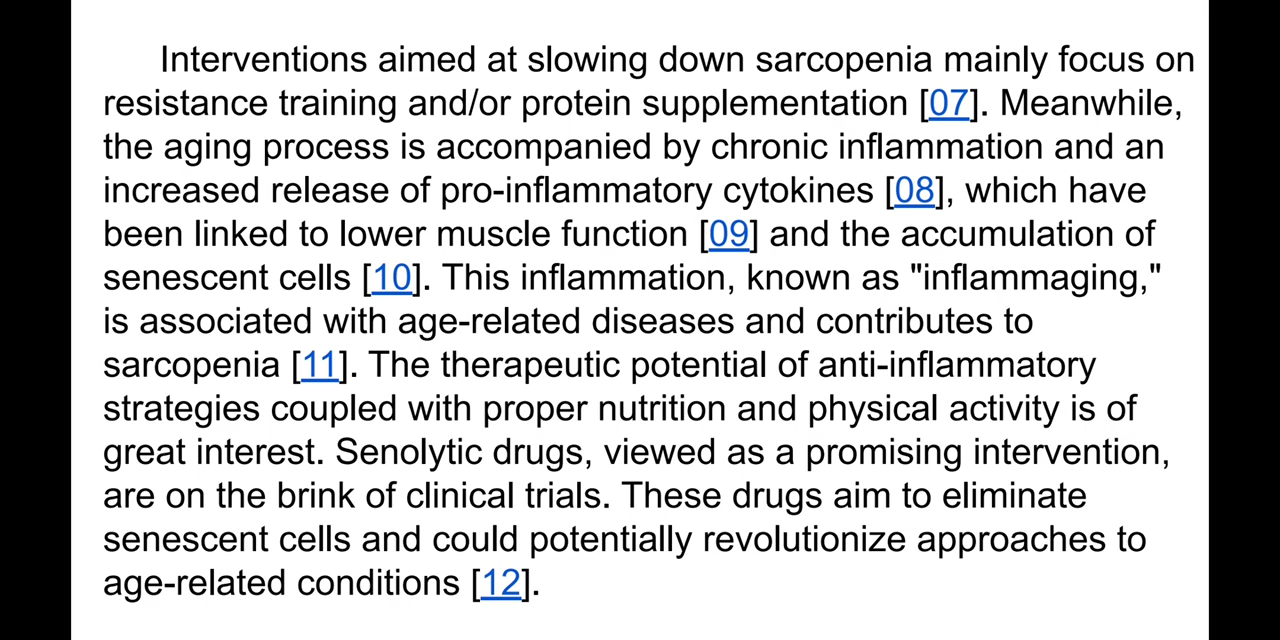 Interventions aimed at slowing down sarcopenia mainly focus on
resistance training and/or protein supplementation [07]. Meanwhile,
the aging process is accompanied by chronic inflammation and an
increased release of pro-inflammatory cytokines [08], which have
been linked to lower muscle function [09] and the accumulation of
senescent cells [10]. This inflammation, known as "inflammaging,"
is associated with age-related diseases and contributes to
sarcopenia [11]. The therapeutic potential of anti-inflammatory
strategies coupled with proper nutrition and physical activity is of
great interest. Senolytic drugs, viewed as a promising intervention,
are on the brink of clinical trials. These drugs aim to eliminate
senescent cells and could potentially revolutionize approaches to
age-related conditions [12].